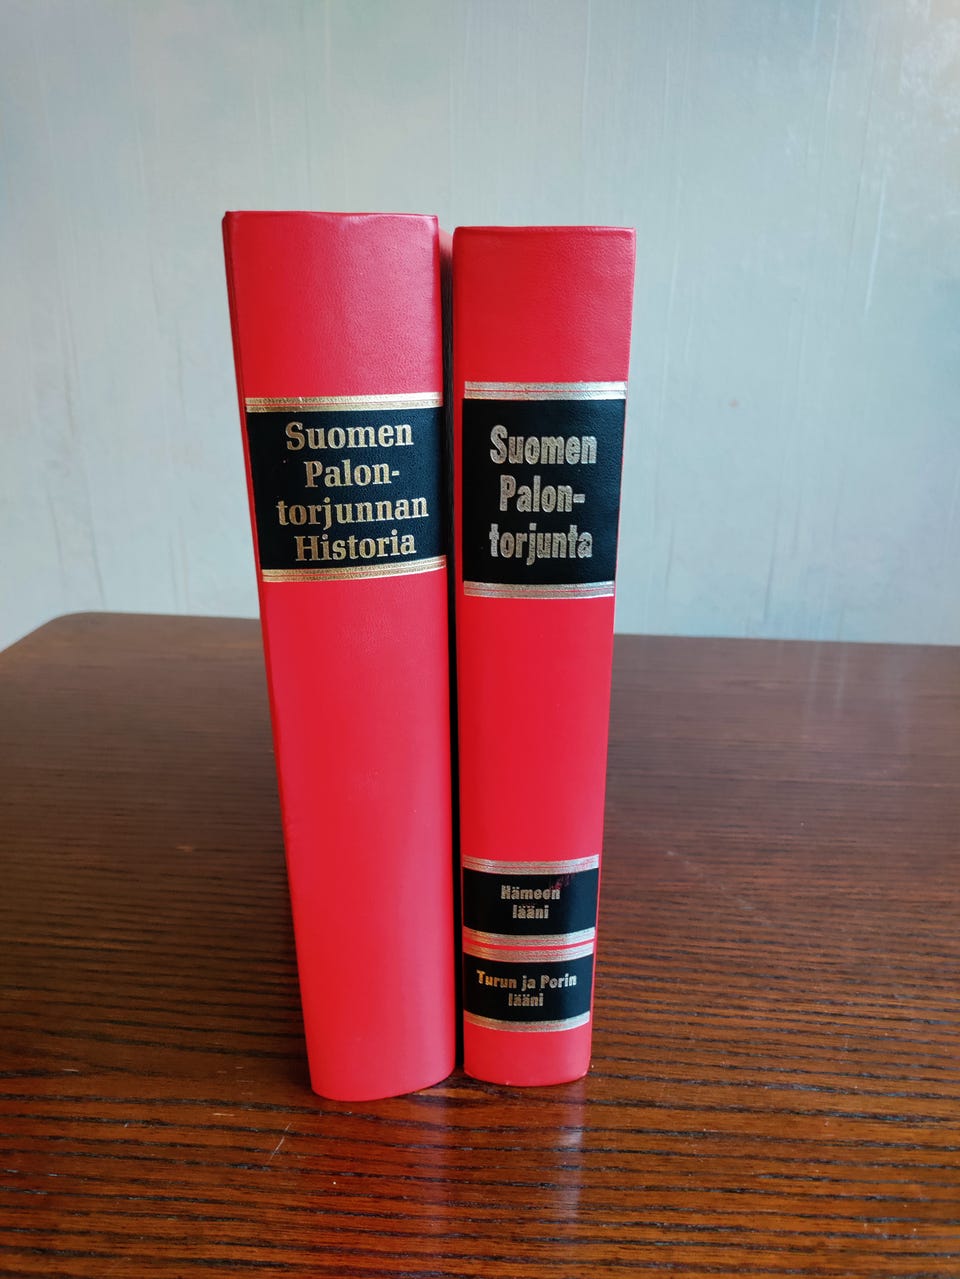 Suomen
Palon-
torjunnan
Historia
Suomen
Palon-
torjunta
Hämeen
lääni
Turun ja Porin
lääni